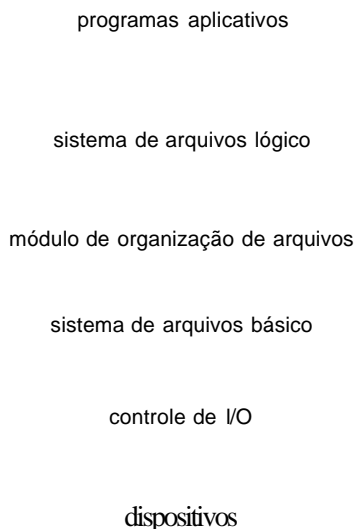 programas aplicativos
sistema de arquivos lógico
módulo de organização de arquivos
sistema de arquivos básico
controle de I/O
dispositivos